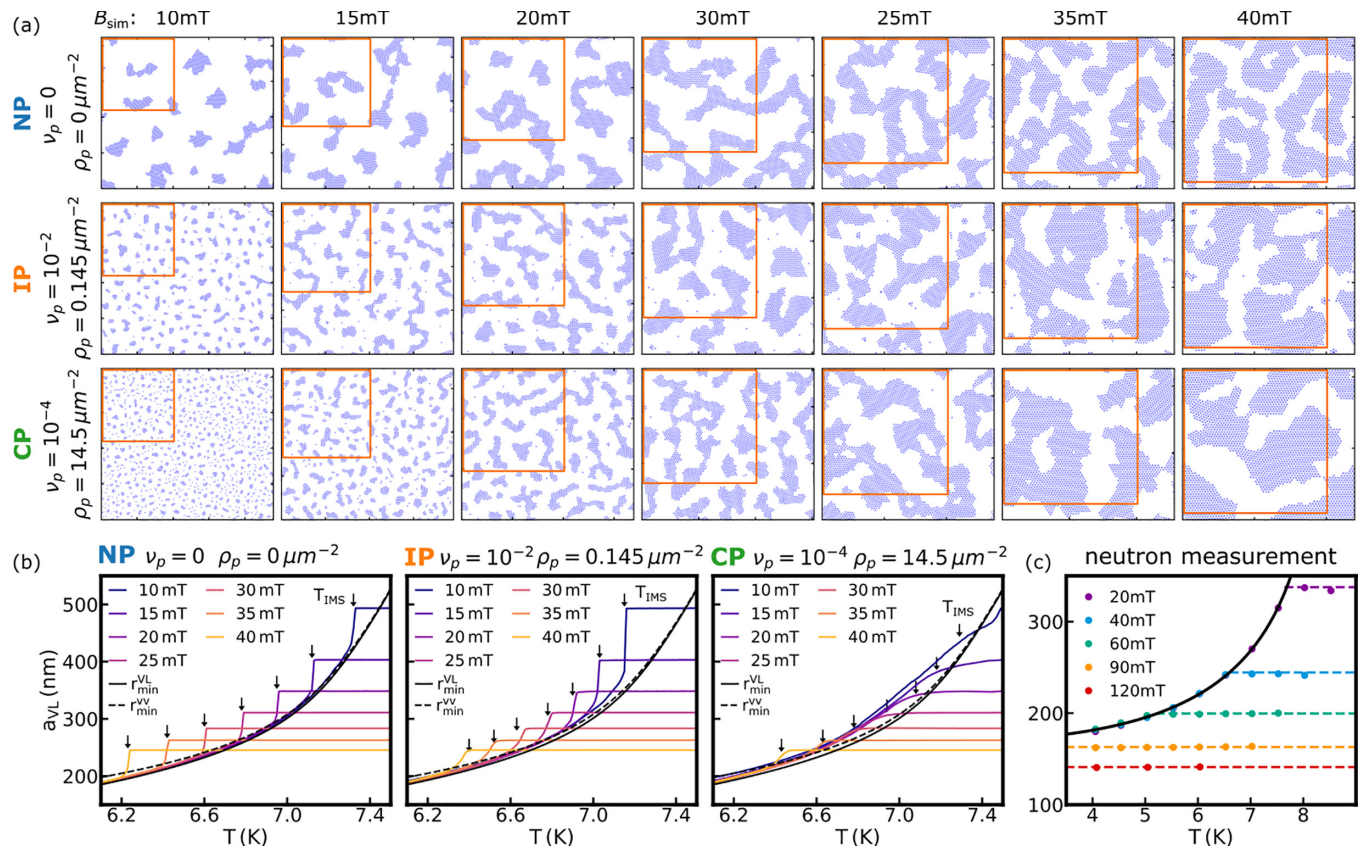 (a)
B_sim: 10mT 15mT 20mT 30mT 25mT 35mT 40mT
NP
ν_p = 0
ρ_p = 0 μm⁻²
IP
ν_p = 10⁻²
ρ_p = 0.145 μm⁻²
CP
ν_p = 10⁻⁴
ρ_p = 14.5 μm⁻²
(b)
NP ν_p = 0 ρ_p = 0 μm⁻²
10 mT 30 mT
15 mT 35 mT
20 mT 40 mT
25 mT
r_min^VL
r_min^vv
T_IMS
a_VL (nm)
500
400
300
200
6.2 6.6 7.0 7.4
T (K)
IP ν_p = 10⁻² ρ_p = 0.145 μm⁻²
10 mT 30 mT
15 mT 35 mT
20 mT 40 mT
25 mT
r_min^VL
r_min^vv
T_IMS
6.2 6.6 7.0 7.4
T (K)
CP ν_p = 10⁻⁴ ρ_p = 14.5 μm⁻²
10 mT 30 mT
15 mT 35 mT
20 mT 40 mT
25 mT
r_min^VL
r_min^vv
T_IMS
6.2 6.6 7.0 7.4
T (K)
(c)
neutron measurement
20mT
40mT
60mT
90mT
120mT
300
200
100
4 5 6 7 8
T (K)